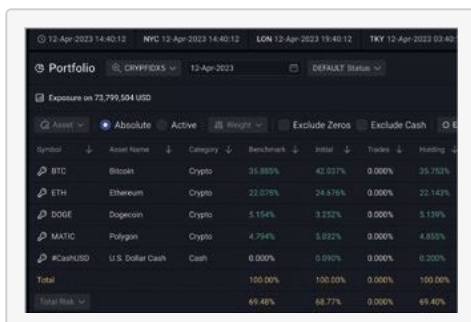 12-Apr-2023 14:40:12 NYC 12-Apr-2023 14:40:12 LON 12-Apr-2023 19:40:12 TKY 12-Apr-2023 03:40:
Portfolio CRYPFIDX5 12-Apr-2023 DEFAULT Status
Exposure on 73,799,504 USD
Asset Absolute Active Weight Exclude Zeros Exclude Cash
Symbol Asset Name Category Benchmark Initial Trades Holding
BTC Bitcoin Crypto 35.885% 42.037% 0.000% 35.753%
ETH Ethereum Crypto 22.078% 24.676% 0.000% 22.143%
DOGE Dogecoin Crypto 5.154% 3.252% 0.000% 5.139%
MATIC Polygon Crypto 4.794% 5.032% 0.000% 4.855%
#CashUSD U.S. Dollar Cash Cash 0.000% 0.090% 0.000% 0.200%
Total 100.00% 100.00% 0.000% 100.00%
Total Risk 69.48% 68.77% 0.000% 69.40%